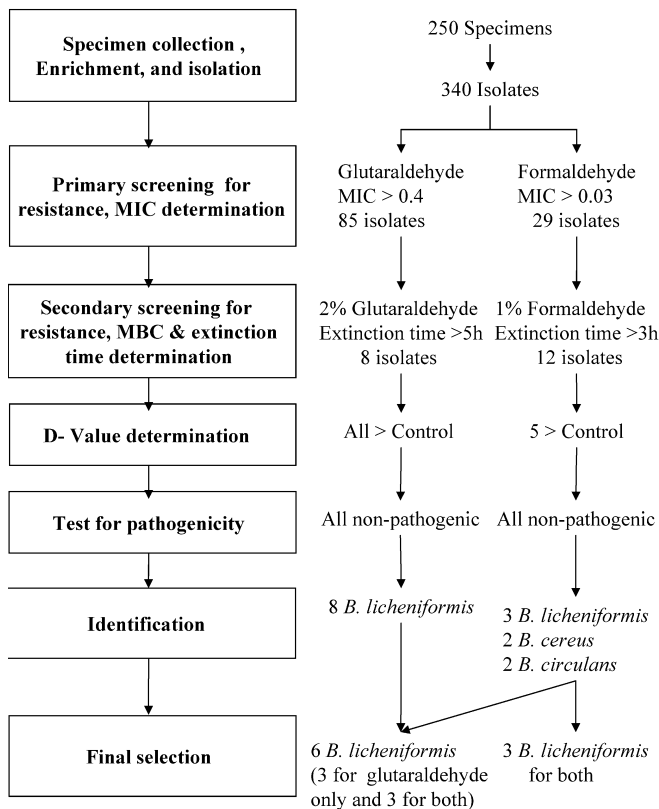 Specimen collection ,
Enrichment, and isolation
250 Specimens
340 Isolates
Primary screening for
resistance, MIC determination
Glutaraldehyde
MIC > 0.4
85 isolates
Formaldehyde
MIC > 0.03
29 isolates
Secondary screening for
resistance, MBC & extinction
time determination
2% Glutaraldehyde
Extinction time >5h
8 isolates
1% Formaldehyde
Extinction time >3h
12 isolates
D- Value determination
All > Control
5 > Control
Test for pathogenicity
All non-pathogenic
All non-pathogenic
Identification
8 B. licheniformis
3 B. licheniformis
2 B. cereus
2 B. circulans
Final selection
6 B. licheniformis
(3 for glutaraldehyde
only and 3 for both)
3 B. licheniformis
for both